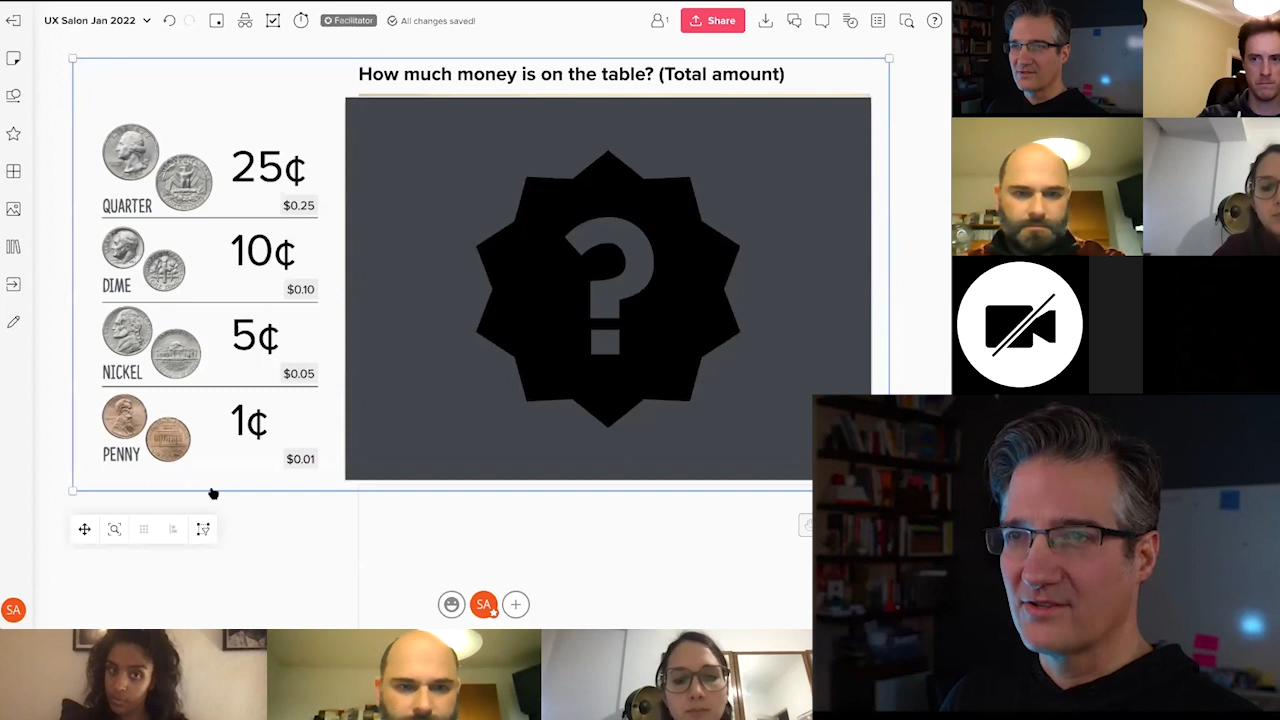 UX Salon Jan 2022
Facilitator
All changes saved!
1
Share
?
How much money is on the table? (Total amount)
25¢
QUARTER
$0.25
10¢
DIME
$0.10
5¢
NICKEL
$0.05
1¢
PENNY
$0.01
?
SA
SA